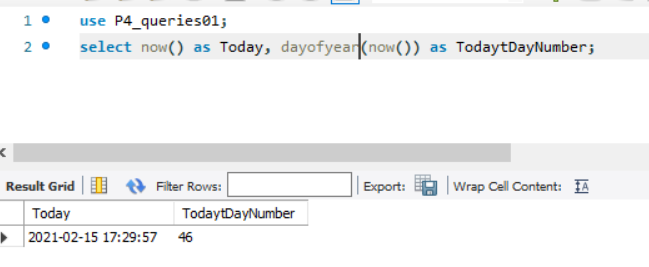 1 use P4_queries01;
2 select now() as Today, dayofyear(now()) as TodaytDayNumber;
Result Grid Filter Rows: Export: Wrap Cell Content: IA
Today TodaytDayNumber
2021-02-15 17:29:57 46